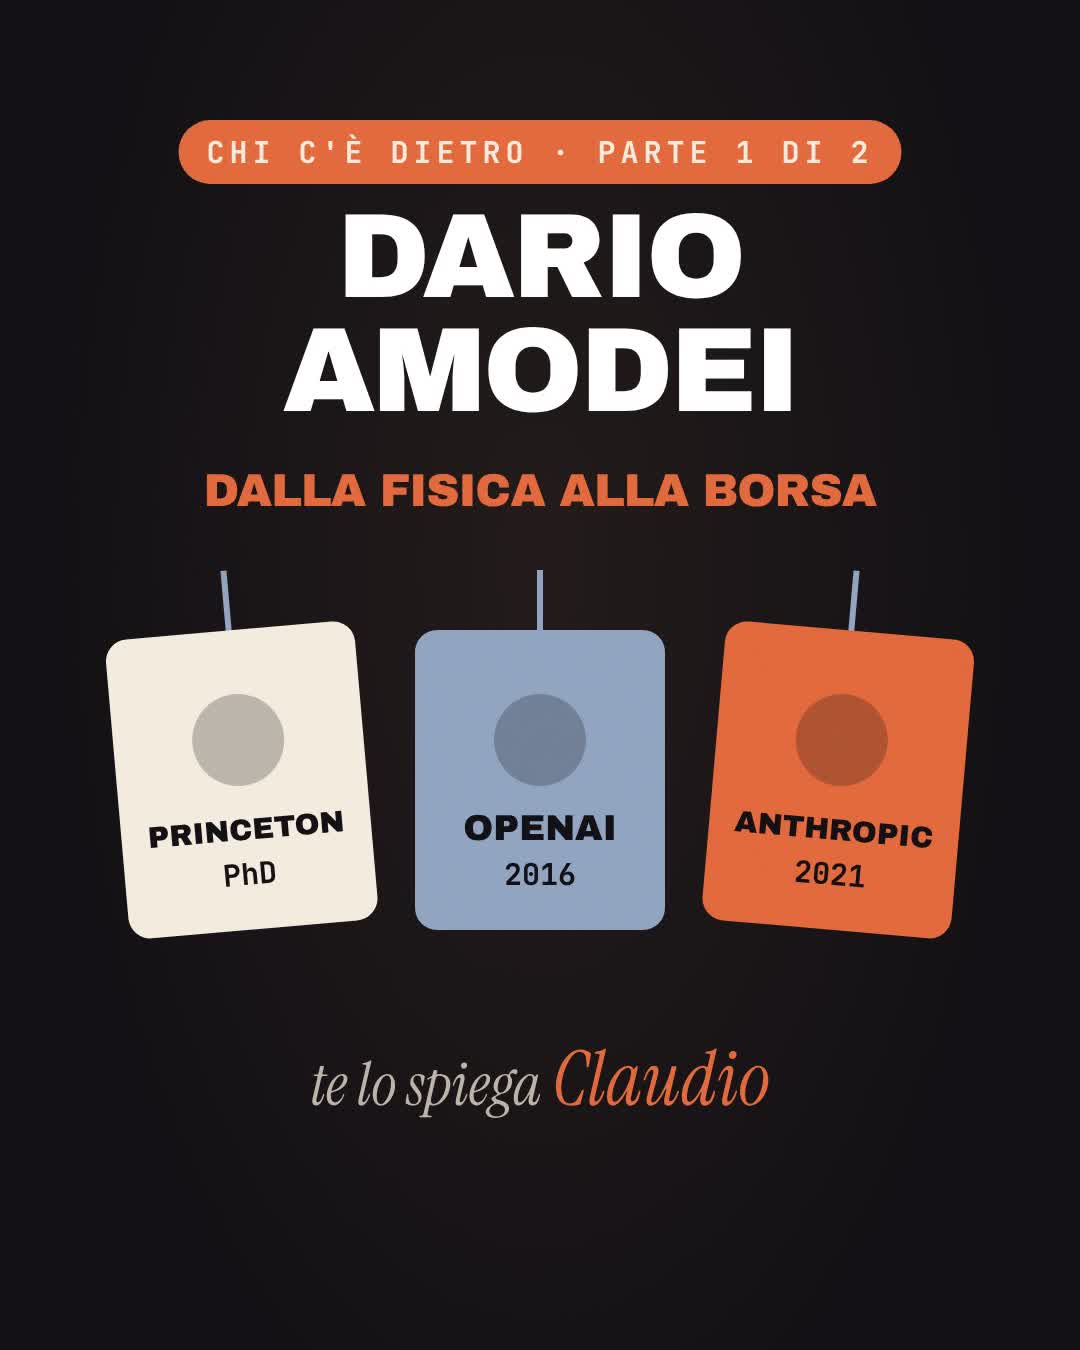 CHI C'È DIETRO · PARTE 1 DI 2
DARIO
AMODEI
DALLA FISICA ALLA BORSA
PRINCETON
PhD
OPENAI
2016
ANTHROPIC
2021
te lo spiega Claudio